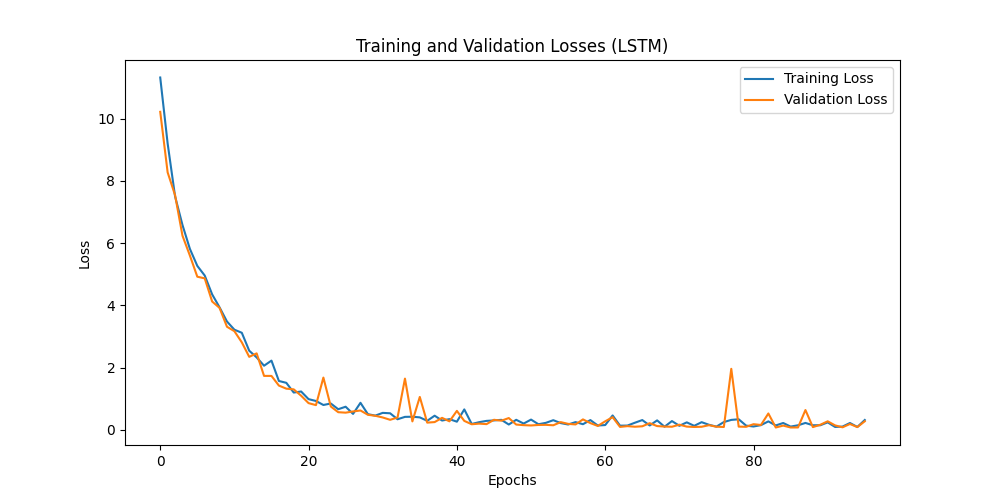 Training and Validation Losses (LSTM)
Training Loss
Validation Loss
Loss
10
8
6
4
2
0
0 20 40 60 80
Epochs